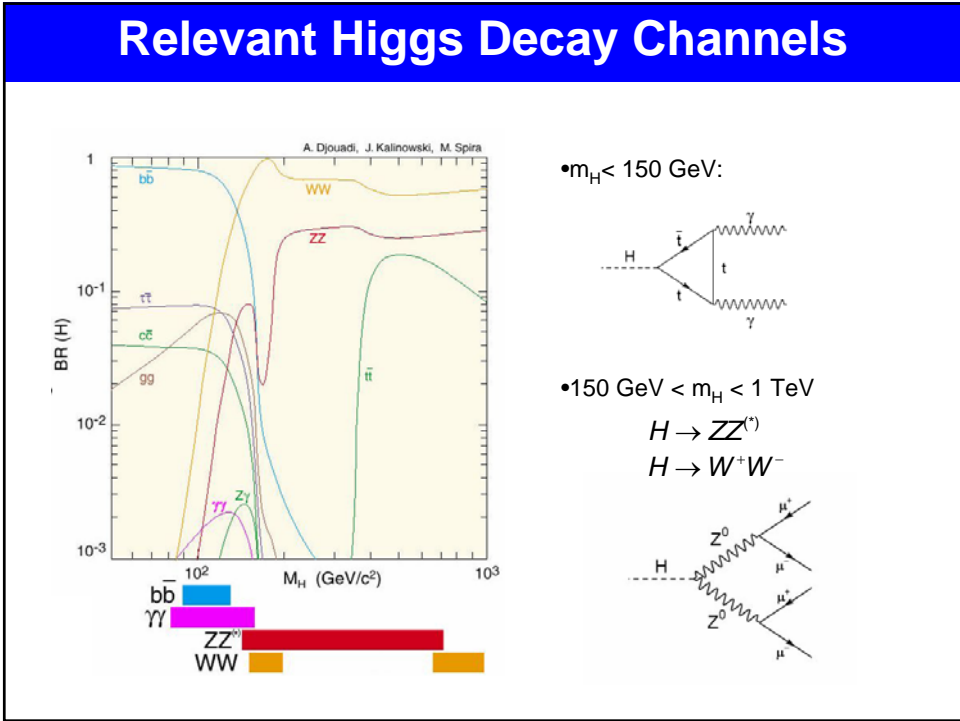 Relevant Higgs Decay Channels
A. Djouadi, J. Kalinowski, M. Spira
BR (H)
1
10⁻¹
10⁻²
10⁻³
bb̄
WW
ZZ
ττ̄
cc̄
gg
tt̄
γγ
Zγ
10² M_H (GeV/c²) 10³
bb̄
γγ
ZZ⁽*⁾
WW
•m_H< 150 GeV:
H
t̄
t
t
γ
γ
•150 GeV < m_H < 1 TeV
H → ZZ⁽*⁾
H → W⁺W⁻
H
Z⁰
Z⁰
μ⁺
μ⁻
μ⁺
μ⁻